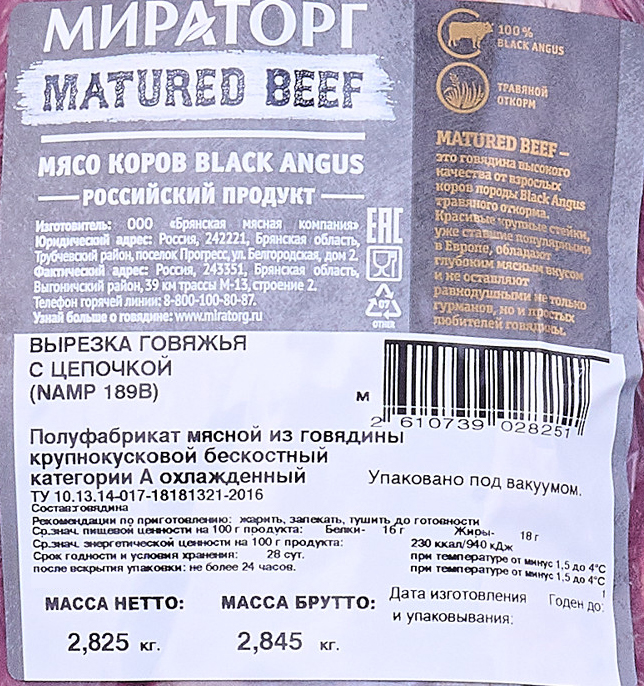 МИРАТОРГ
MATURED BEEF
МЯСО КОРОВ BLACK ANGUS
РОССИЙСКИЙ ПРОДУКТ
Изготовитель: ООО «Брянская мясная компания»
Юридический адрес: Россия, 242221, Брянская область,
Трубчевский район, поселок Прогресс, ул. Белгородская, дом 2.
Фактический адрес: Россия, 243351, Брянская область,
Выгоничский район, 39 км трассы М-13, строение 2.
Телефон горячей линии: 8-800-100-80-87.
Узнай больше о говядине: www.miratorg.ru
EAC
07
OTHER
100%
BLACK ANGUS
ТРАВЯНОЙ
ОТКОРМ
MATURED BEEF –
это говядина высокого
качества от взрослых
коров породы Black Angus
травяного откорма.
Красивые крупные стейки,
уже ставшие популярными
в Европе, обладают
глубоким мясным вкусом
и не оставляют
равнодушными не только
гурманов, но и простых
любителей говядины.
ВЫРЕЗКА ГОВЯЖЬЯ
С ЦЕПОЧКОЙ
(NAMP 189B)
М
2 610739 028251
Полуфабрикат мясной из говядины
крупнокусковой бескостный
категории А охлажденный
Упаковано под вакуумом.
ТУ 10.13.14-017-18181321-2016
Состав:говядина
Рекомендации по приготовлению: жарить, запекать, тушить до готовности
Ср.знач. пищевой ценности на 100 г продукта: Белки- 16 г Жиры- 18 г
Ср.знач. энергетической ценности на 100 г продукта: 230 ккал/940 кДж
Срок годности и условия хранения: 28 сут. при температуре от минус 1,5 до 4°С
после вскрытия упаковки: не более 24 часов. при температуре от минус 1,5 до 4°С
МАССА НЕТТО: МАССА БРУТТО:
2,825 кг. 2,845 кг.
Дата изготовления
и упаковывания:
Годен до: